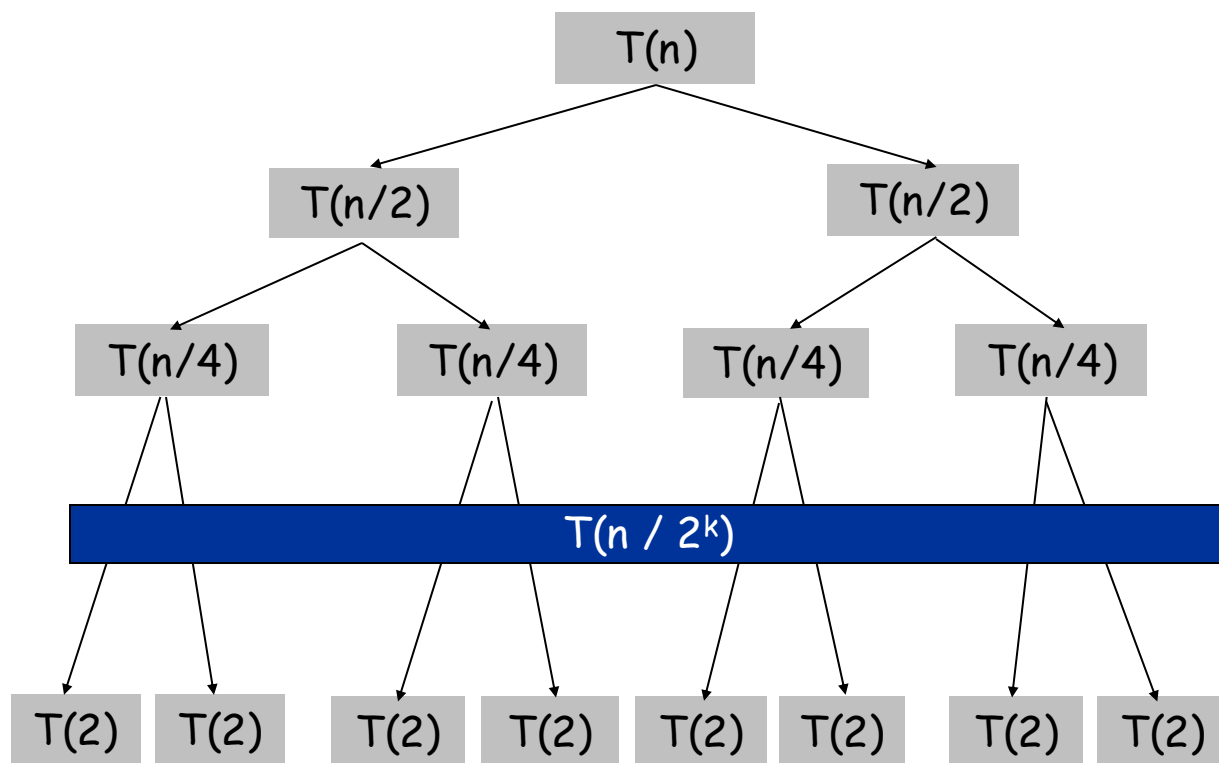 T(n)
T(n/2) T(n/2)
T(n/4) T(n/4) T(n/4) T(n/4)
T(n / 2ᵏ)
T(2) T(2) T(2) T(2) T(2) T(2) T(2) T(2)